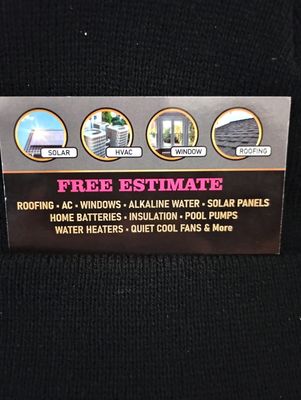 SOLAR HVAC WINDOW ROOFING
FREE ESTIMATE
ROOFING • AC • WINDOWS • ALKALINE WATER • SOLAR PANELS
HOME BATTERIES • INSULATION • POOL PUMPS
WATER HEATERS • QUIET COOL FANS & More